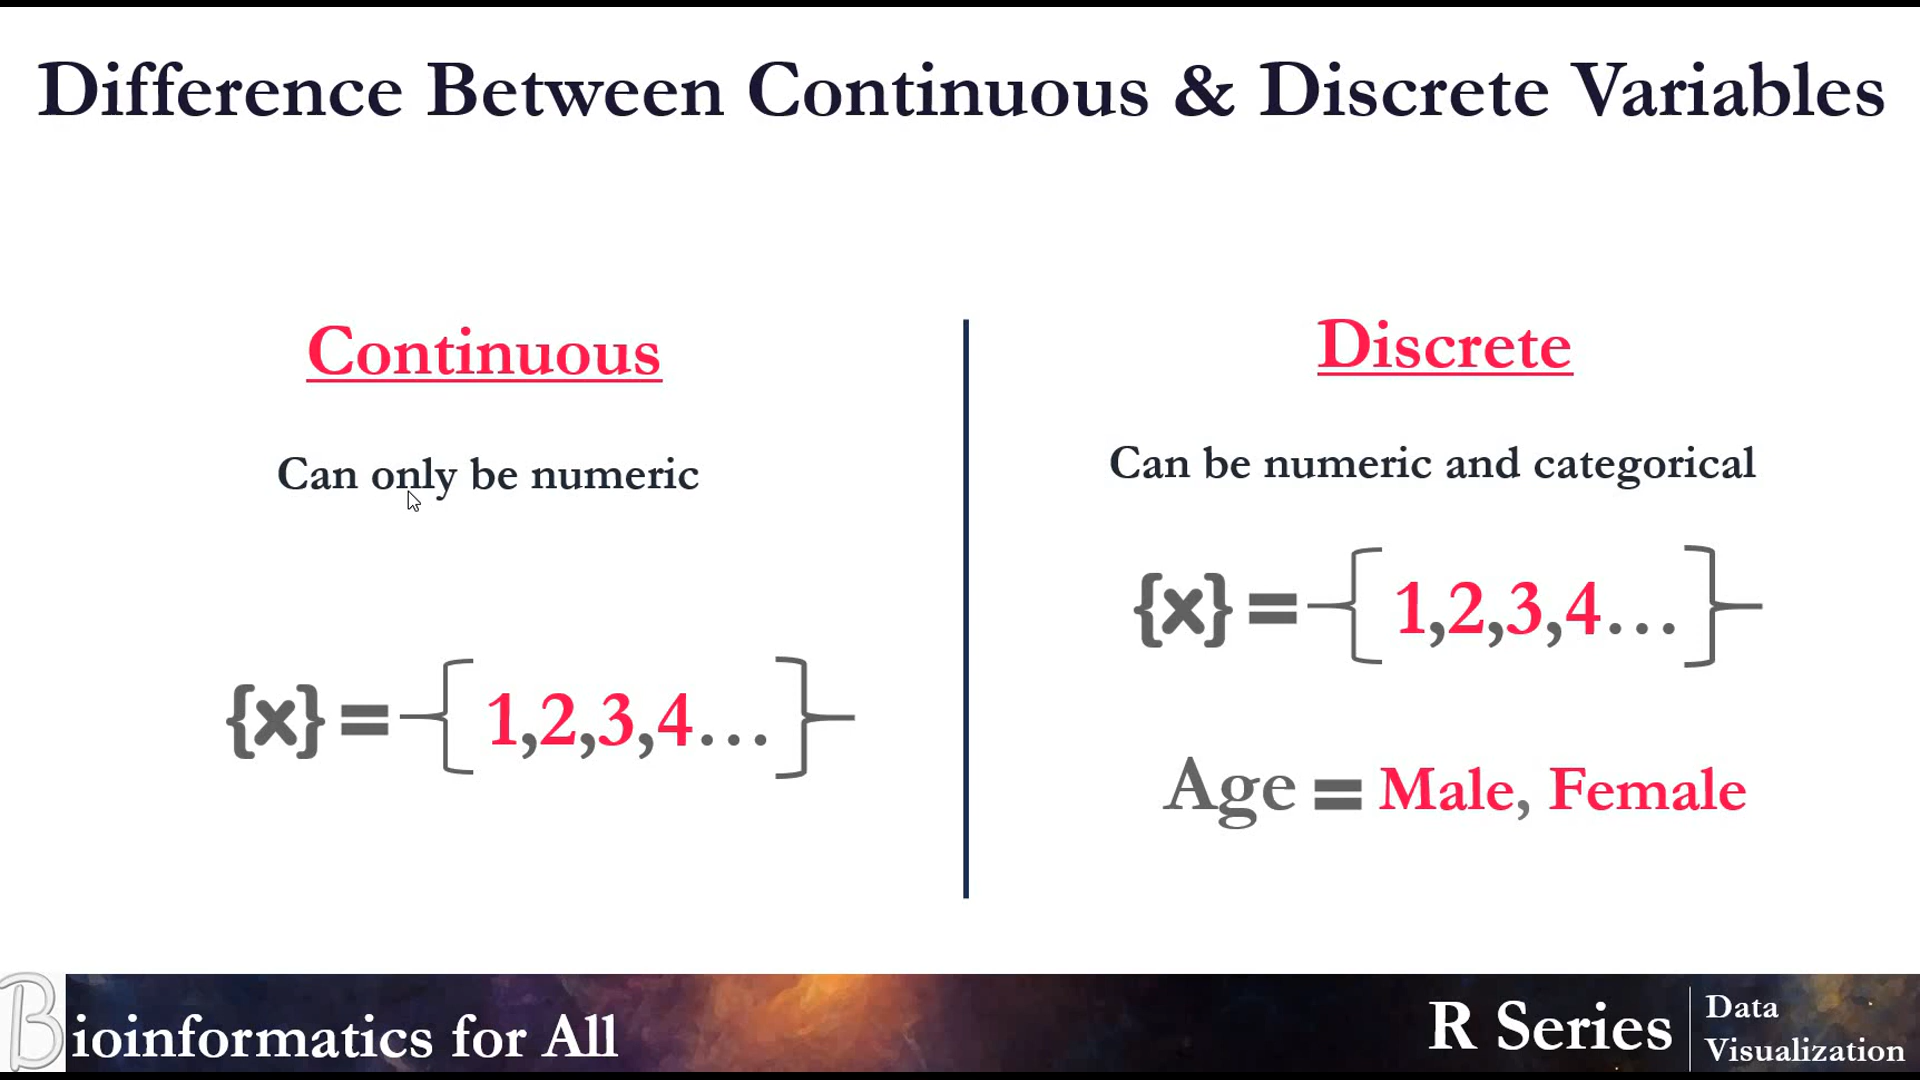 Difference Between Continuous & Discrete Variables
Continuous
Can only be numeric
{x} = { 1,2,3,4... }
Discrete
Can be numeric and categorical
{x} = { 1,2,3,4... }
Age = Male, Female
Bioinformatics for All
R Series
Data
Visualization